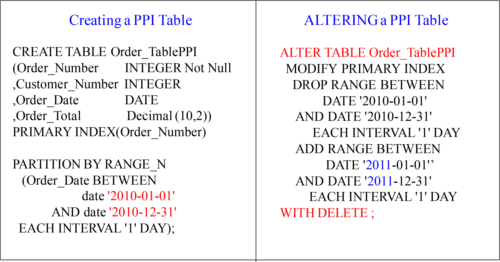 Creating a PPI Table
CREATE TABLE Order_TablePPI
(Order_Number INTEGER Not Null
,Customer_Number INTEGER
,Order_Date DATE
,Order_Total Decimal (10,2))
PRIMARY INDEX(Order_Number)
PARTITION BY RANGE_N
(Order_Date BETWEEN
date '2010-01-01'
AND date '2010-12-31'
EACH INTERVAL '1' DAY);
ALTERING a PPI Table
ALTER TABLE Order_TablePPI
MODIFY PRIMARY INDEX
DROP RANGE BETWEEN
DATE '2010-01-01'
AND DATE '2010-12-31'
EACH INTERVAL '1' DAY
ADD RANGE BETWEEN
DATE '2011-01-01''
AND DATE '2011-12-31'
EACH INTERVAL '1' DAY
WITH DELETE ;